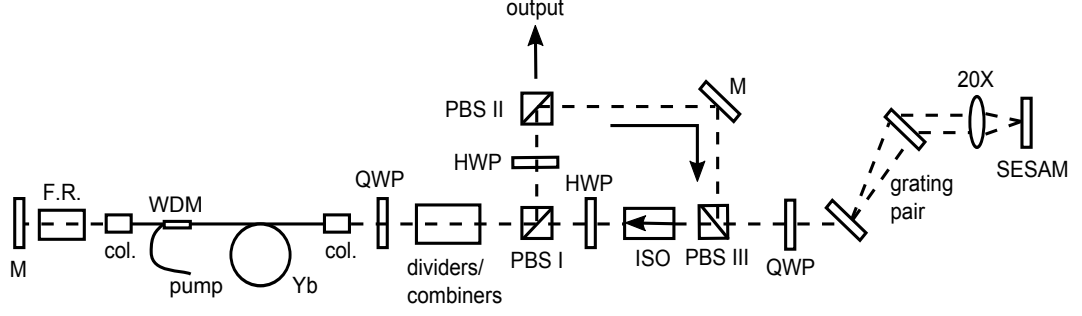 output
M
PBS II
20X
HWP
HWP
SESAM
QWP
grating
pair
F.R.
WDM
col.
col.
M
pump
Yb
dividers/
combiners
PBS I
ISO
PBS III
QWP